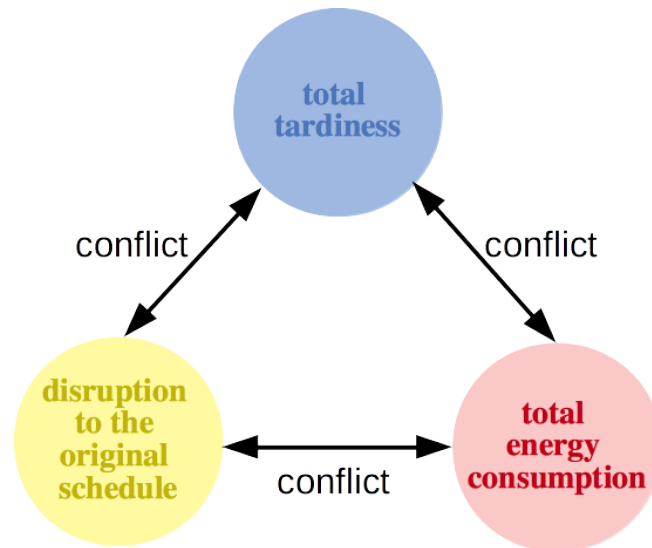 total
tardiness
conflict
conflict
disruption
to the
original
schedule
total
energy
consumption
conflict